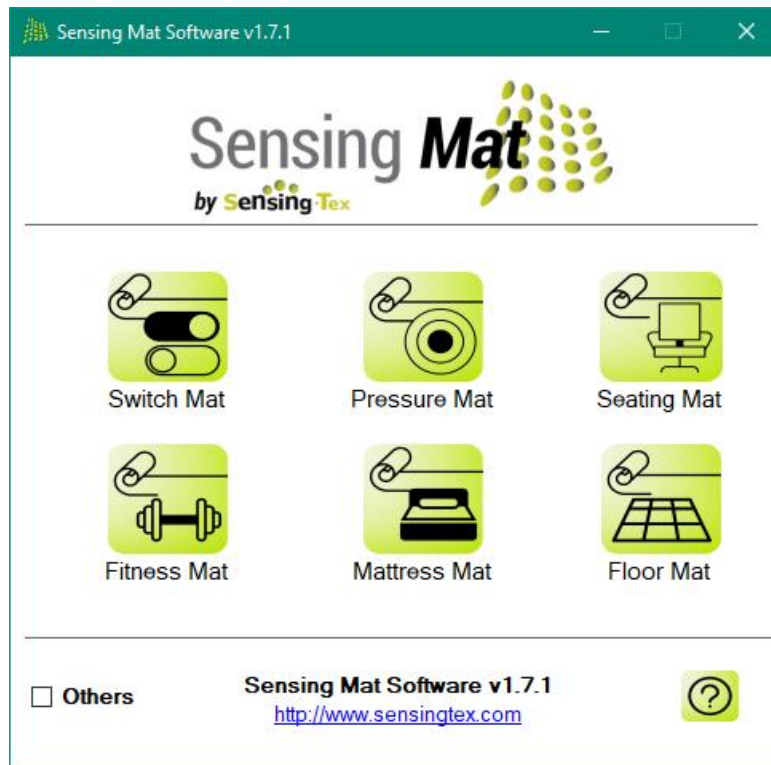 Sensing Mat Software v1.7.1
Sensing Mat
by Sensing·Tex
Switch Mat
Pressure Mat
Seating Mat
Fitness Mat
Mattress Mat
Floor Mat
Others
Sensing Mat Software v1.7.1
http://www.sensingtex.com
?